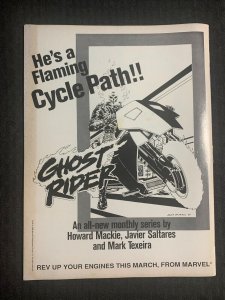 He's a
Flaming
Cycle Path!!
GHOST
RIDER
An all-new monthly series by
Howard Mackie, Javier Saltares
and Mark Texeira
REV UP YOUR ENGINES THIS MARCH, FROM MARVEL